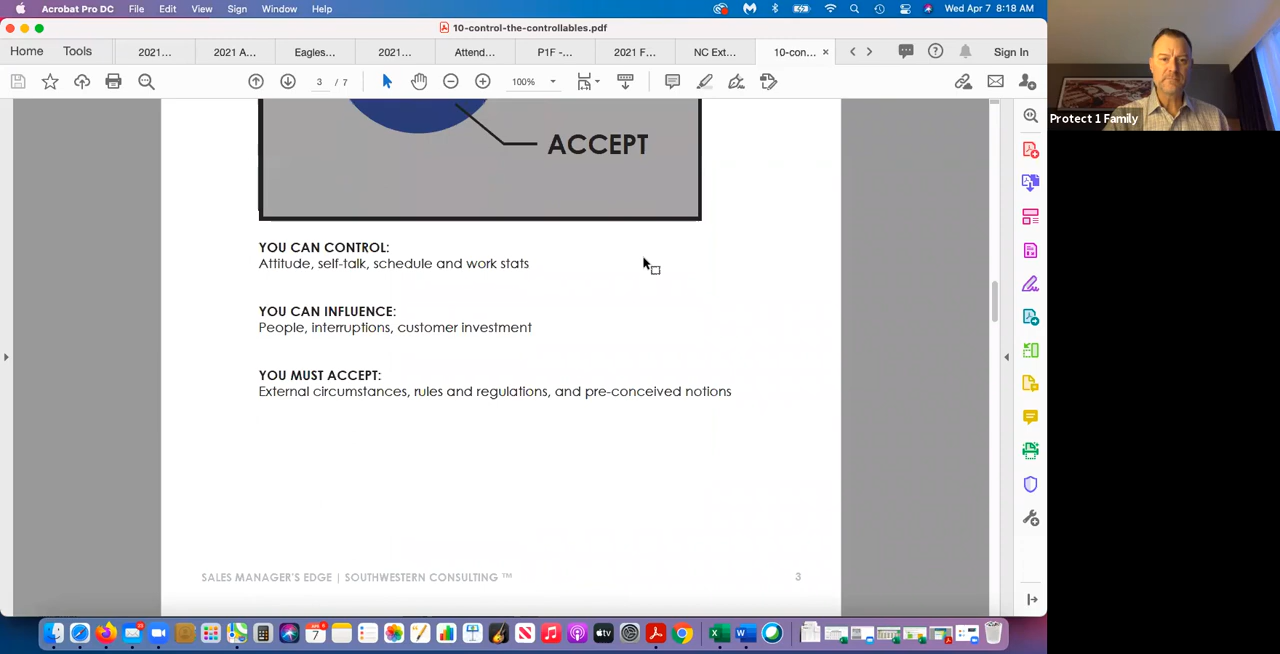 Acrobat Pro DC File Edit View Sign Window Help Wed Apr 7 8:18 AM
10-control-the-controllables.pdf
Home Tools 2021... 2021 A... Eagles... 2021... Attend... P1F -... 2021 F... NC Ext... 10-con... × Sign In
3 / 7 100%
ACCEPT
YOU CAN CONTROL:
Attitude, self-talk, schedule and work stats
YOU CAN INFLUENCE:
People, interruptions, customer investment
YOU MUST ACCEPT:
External circumstances, rules and regulations, and pre-conceived notions
SALES MANAGER'S EDGE | SOUTHWESTERN CONSULTING ™ 3
Protect 1 Family